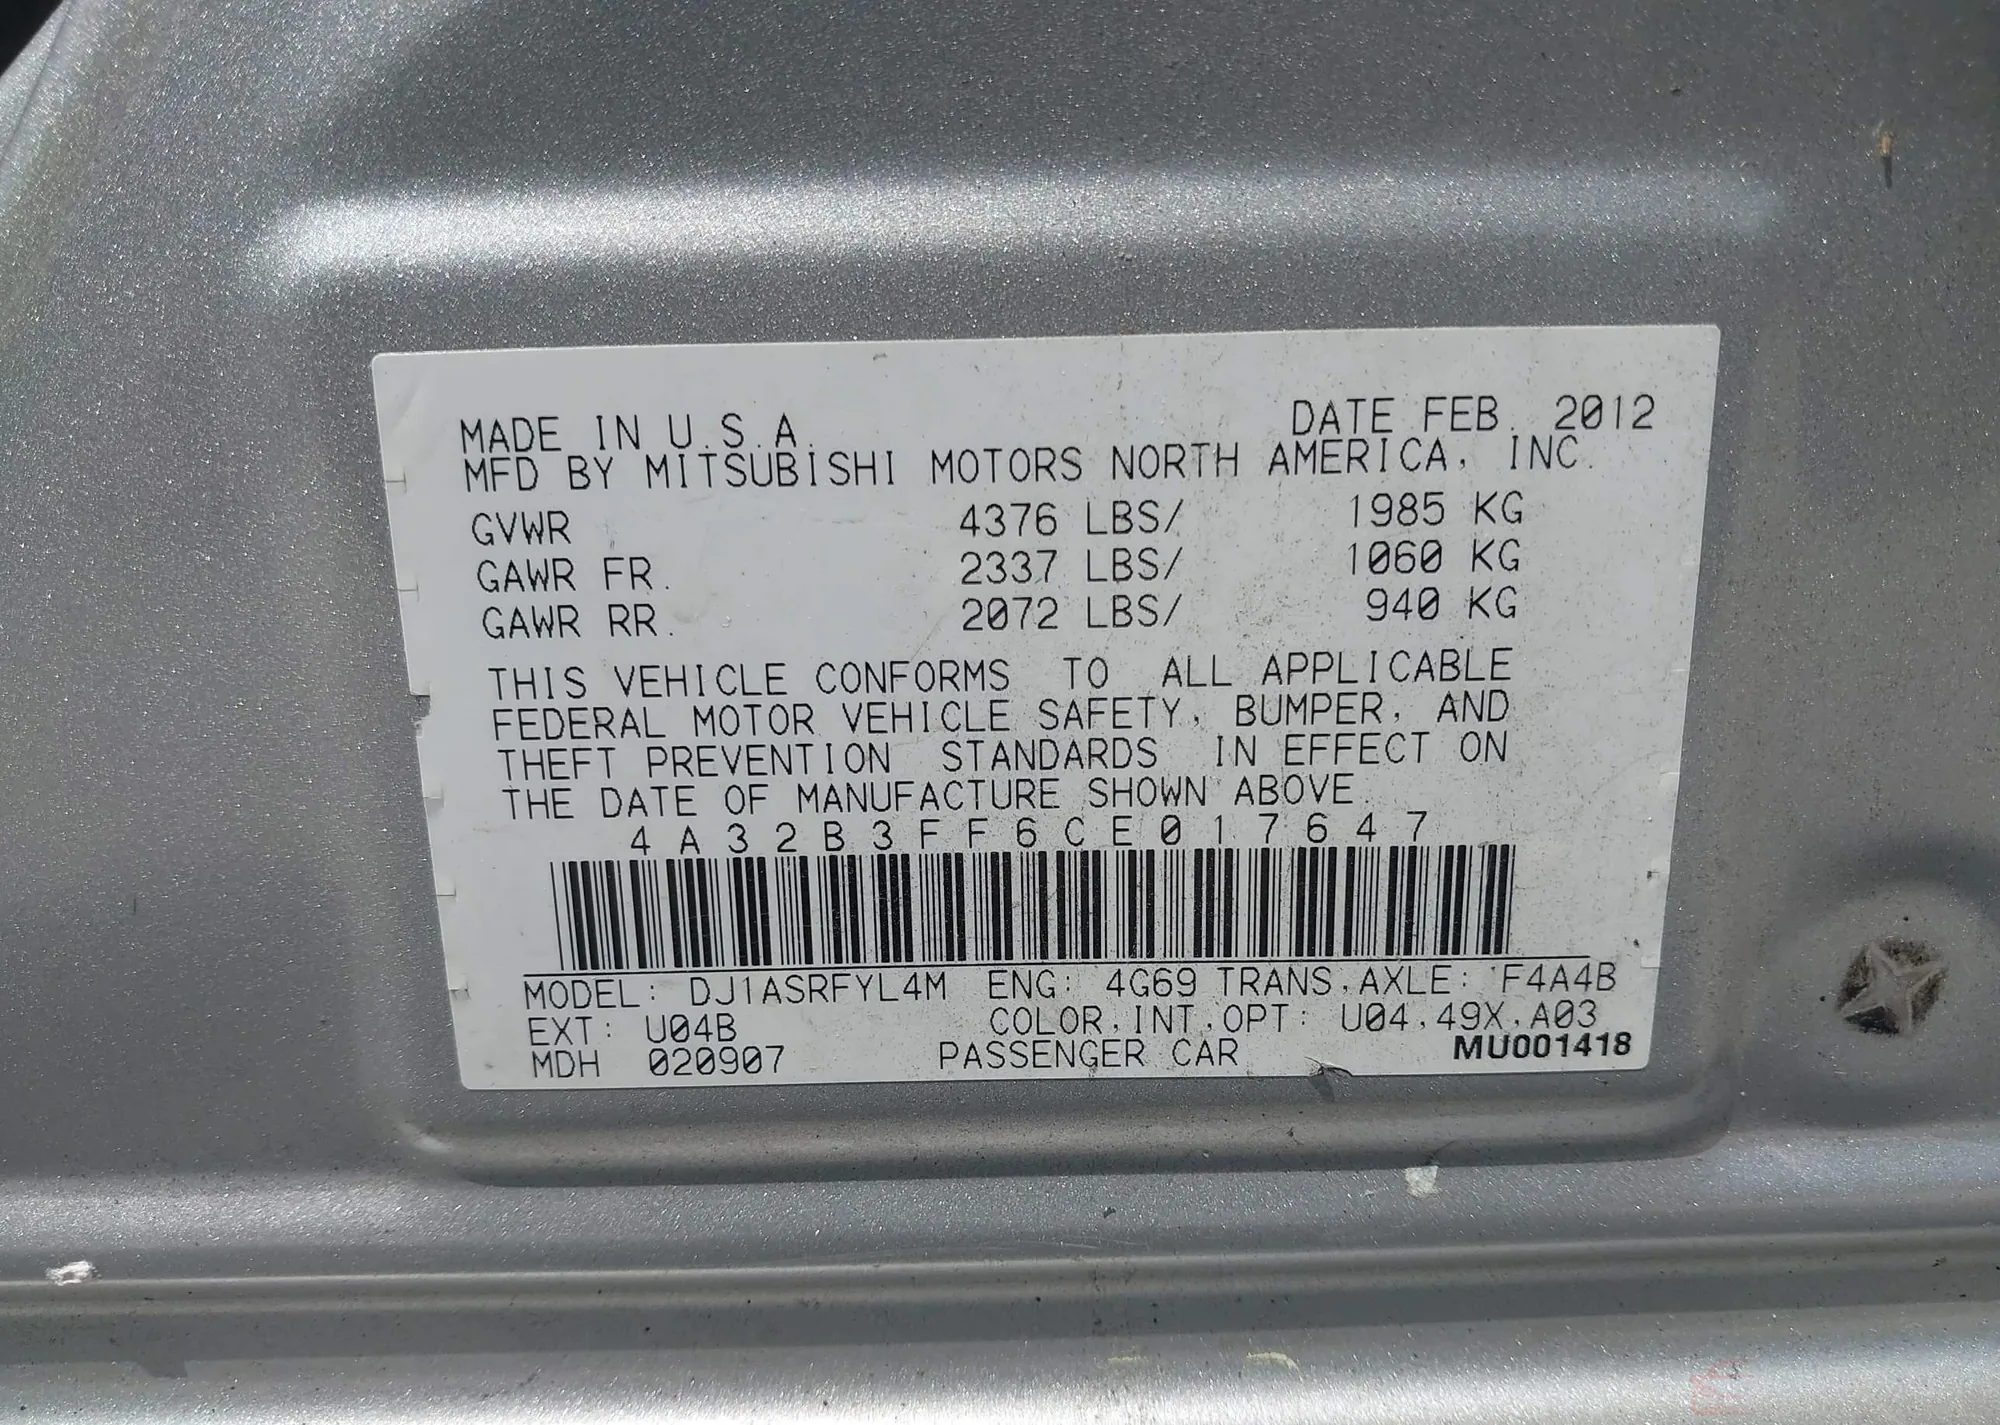 MADE IN U.S.A. DATE FEB. 2012
MFD BY MITSUBISHI MOTORS NORTH AMERICA, INC.
GVWR 4376 LBS/ 1985 KG
GAWR FR. 2337 LBS/ 1060 KG
GAWR RR. 2072 LBS/ 940 KG
THIS VEHICLE CONFORMS TO ALL APPLICABLE
FEDERAL MOTOR VEHICLE SAFETY, BUMPER, AND
THEFT PREVENTION STANDARDS IN EFFECT ON
THE DATE OF MANUFACTURE SHOWN ABOVE.
4A32B3FF6CE017647
MODEL: DJ1ASRFYL4M ENG: 4G69 TRANS,AXLE: F4A4B
EXT: U04B COLOR,INT,OPT: U04,49X,A03
MDH 020907 PASSENGER CAR MU001418